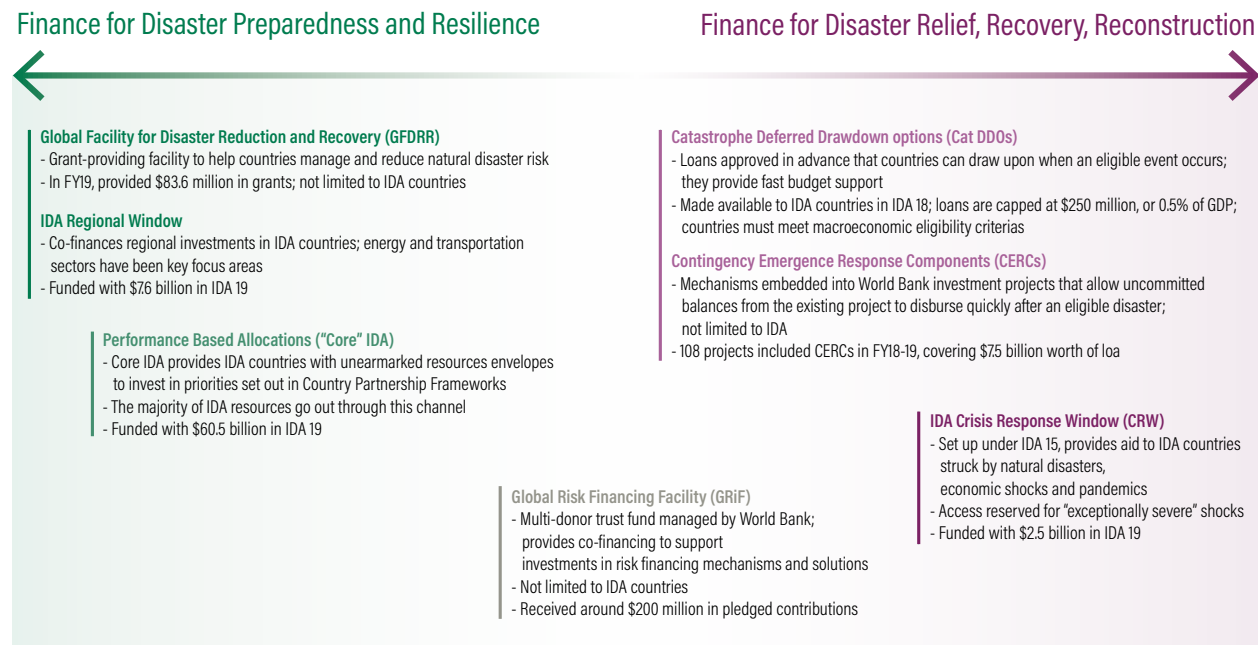 Finance for Disaster Preparedness and Resilience
Finance for Disaster Relief, Recovery, Reconstruction
Global Facility for Disaster Reduction and Recovery (GFDRR)
- Grant-providing facility to help countries manage and reduce natural disaster risk
- In FY19, provided $83.6 million in grants; not limited to IDA countries
IDA Regional Window
- Co-finances regional investments in IDA countries; energy and transportation
sectors have been key focus areas
- Funded with $7.6 billion in IDA 19
Performance Based Allocations ("Core" IDA)
- Core IDA provides IDA countries with unearmarked resources envelopes
to invest in priorities set out in Country Partnership Frameworks
- The majority of IDA resources go out through this channel
- Funded with $60.5 billion in IDA 19
Catastrophe Deferred Drawdown options (Cat DDOs)
- Loans approved in advance that countries can draw upon when an eligible event occurs;
they provide fast budget support
- Made available to IDA countries in IDA 18; loans are capped at $250 million, or 0.5% of GDP;
countries must meet macroeconomic eligibility criterias
Contingency Emergence Response Components (CERCs)
- Mechanisms embedded into World Bank investment projects that allow uncommitted
balances from the existing project to disburse quickly after an eligible disaster;
not limited to IDA
- 108 projects included CERCs in FY18-19, covering $7.5 billion worth of loa
IDA Crisis Response Window (CRW)
- Set up under IDA 15, provides aid to IDA countries
struck by natural disasters,
economic shocks and pandemics
- Access reserved for "exceptionally severe" shocks
- Funded with $2.5 billion in IDA 19
Global Risk Financing Facility (GRiF)
- Multi-donor trust fund managed by World Bank;
provides co-financing to support
investments in risk financing mechanisms and solutions
- Not limited to IDA countries
- Received around $200 million in pledged contributions